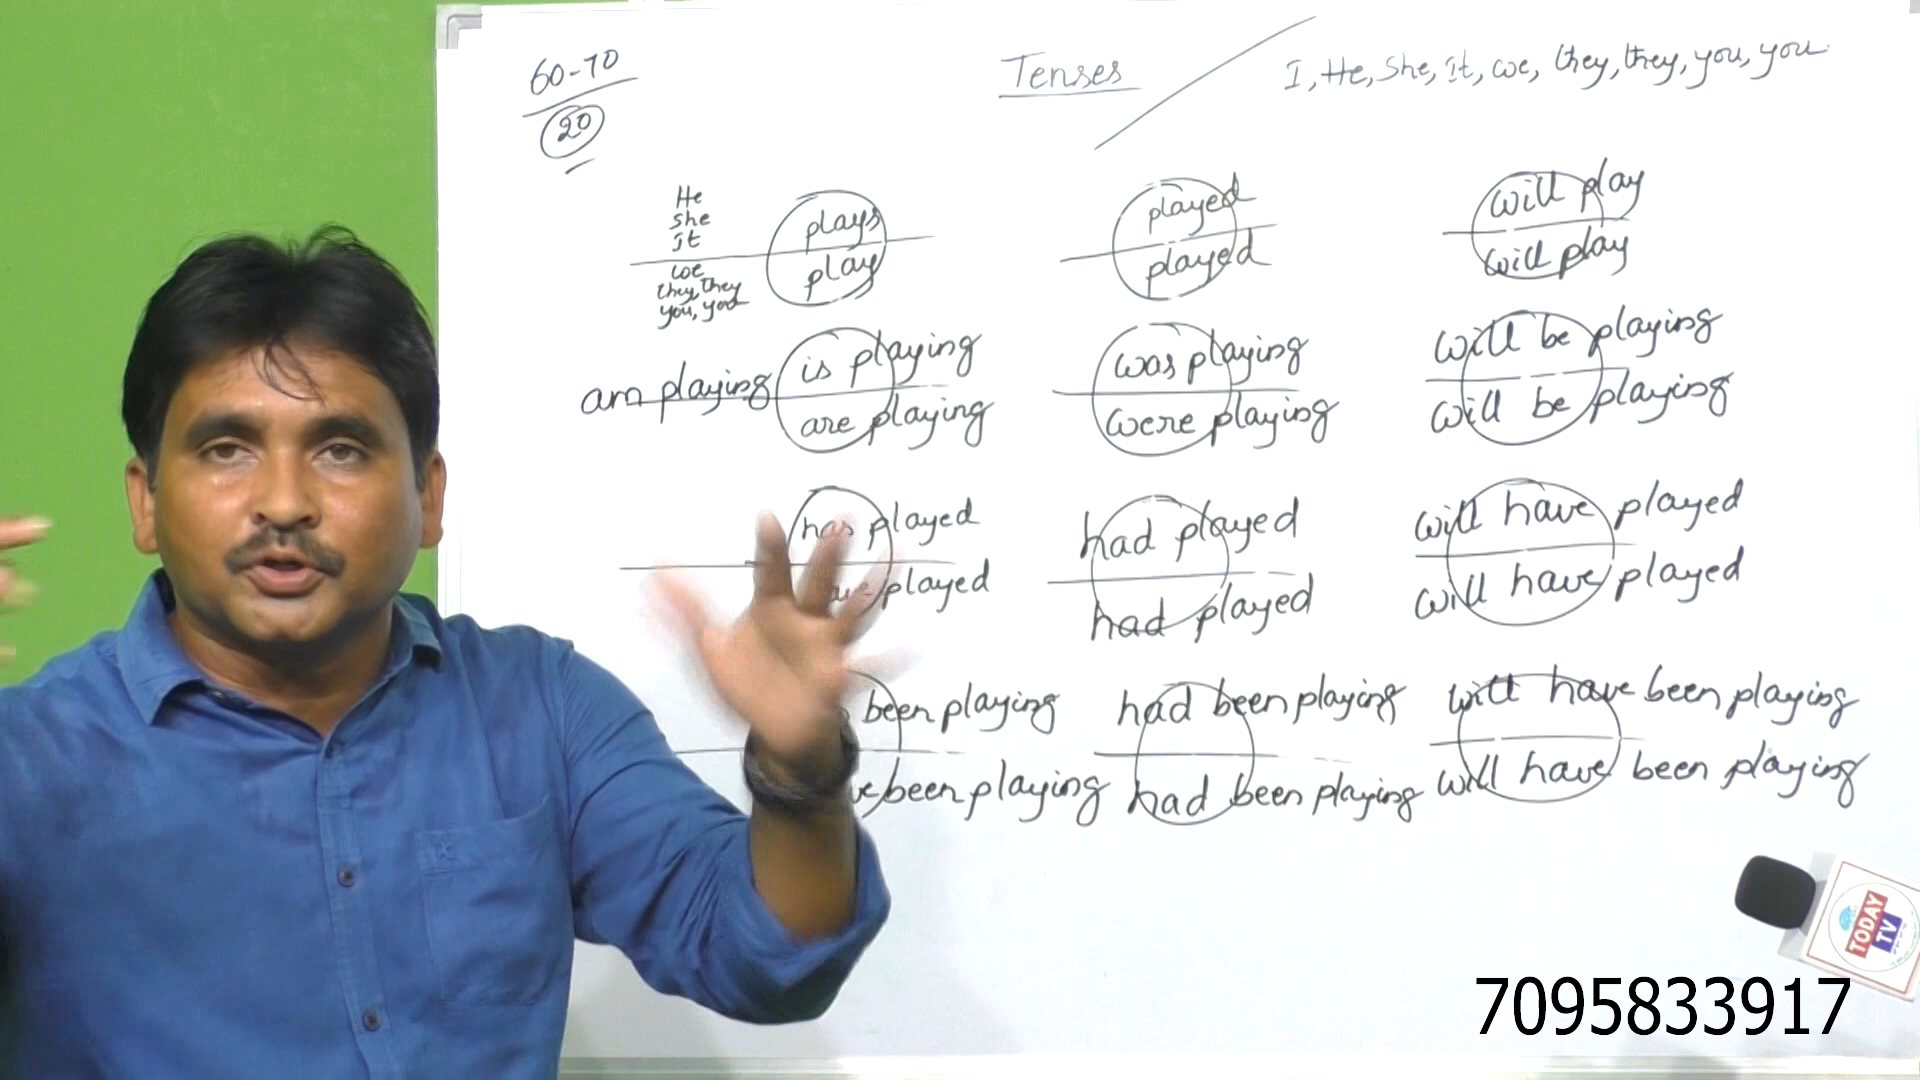 60-70
20
Tenses
I, He, She, It, we, they, they, you, you
He
She
It
we
they, they
you, you
plays
play
played
played
will play
will play
am playing
is playing
are playing
was playing
were playing
will be playing
will be playing
has played
played
had played
had played
will have played
will have played
been playing
been playing
had been playing
had been playing
will have been playing
will have been playing
TODAY
TV
7095833917